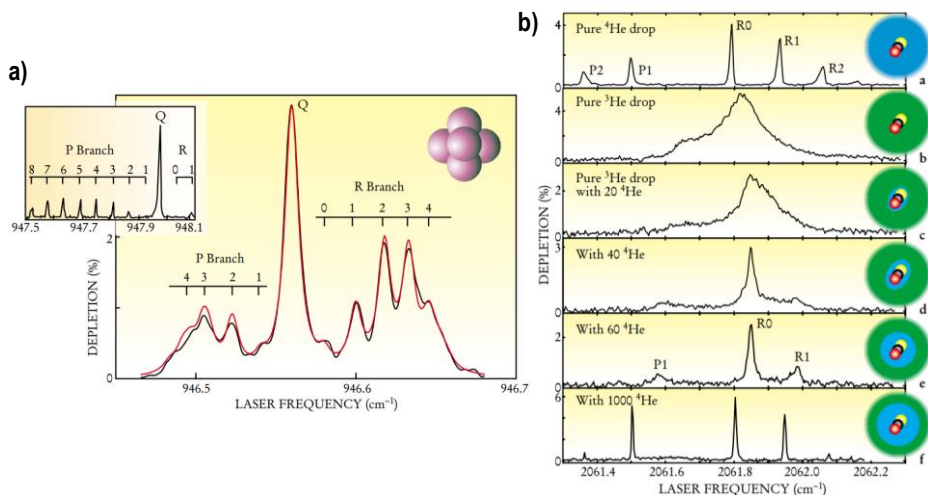 a)
Q
P Branch
R
8 7 6 5 4 3 2 1 0 1
947.5 947.7 947.9 948.1
Q
R Branch
0 1 2 3 4
P Branch
4 3 2 1
2
1
0
DEPLETION (%)
946.5 946.6 946.7
LASER FREQUENCY (cm⁻¹)
b)
Pure ⁴He drop
4
0
P2 P1 R0 R1 R2
a
Pure ³He drop
4
0
b
Pure ³He drop
with 20 ⁴He
2
0
c
DEPLETION (%)
With 40 ⁴He
3
0
d
With 60 ⁴He
2
0
P1 R0 R1
e
With 1000 ⁴He
6
0
f
2061.4 2061.6 2061.8 2062.0 2062.2
LASER FREQUENCY (cm⁻¹)